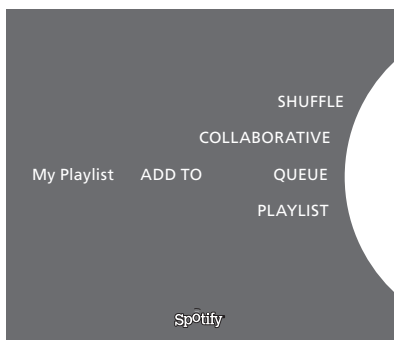 SHUFFLE
COLLABORATIVE
My Playlist ADD TO QUEUE
PLAYLIST
Spotify